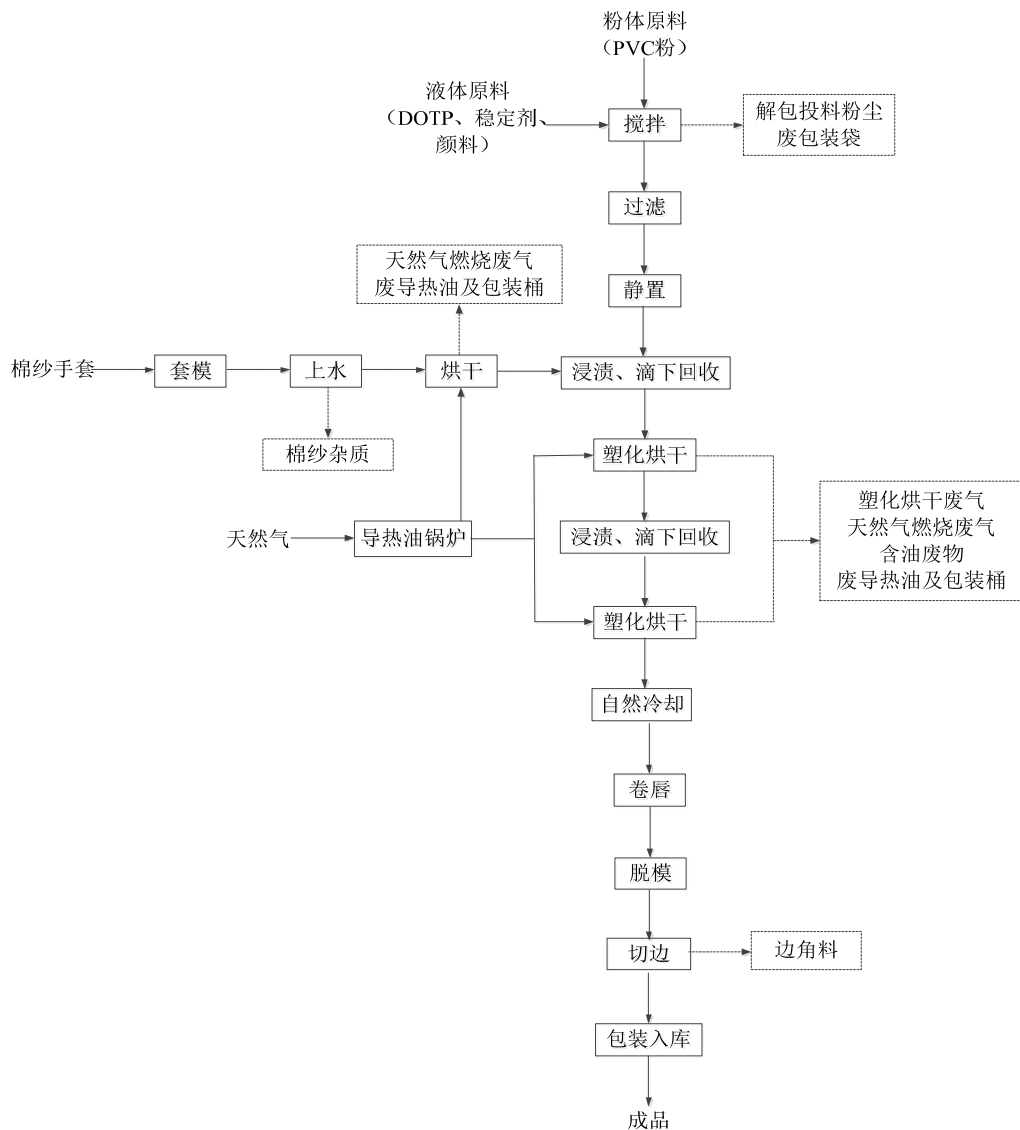 粉体原料
（PVC粉）
液体原料
（DOTP、稳定剂、
颜料）
搅拌
解包投料粉尘
废包装袋
过滤
天然气燃烧废气
废导热油及包装桶
静置
棉纱手套
套模
上水
烘干
浸渍、滴下回收
棉纱杂质
塑化烘干
天然气
导热油锅炉
浸渍、滴下回收
塑化烘干废气
天然气燃烧废气
含油废物
废导热油及包装桶
塑化烘干
自然冷却
卷唇
脱模
切边
边角料
包装入库
成品